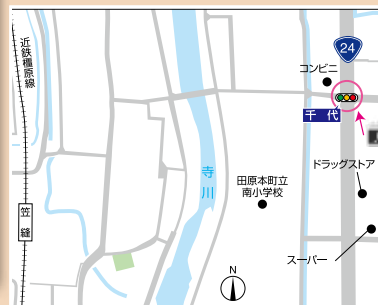 近鉄橿原線
24
コンビニ
千代
ドラッグストア
寺川
田原本町立
南小学校
笠縫
スーパー
N